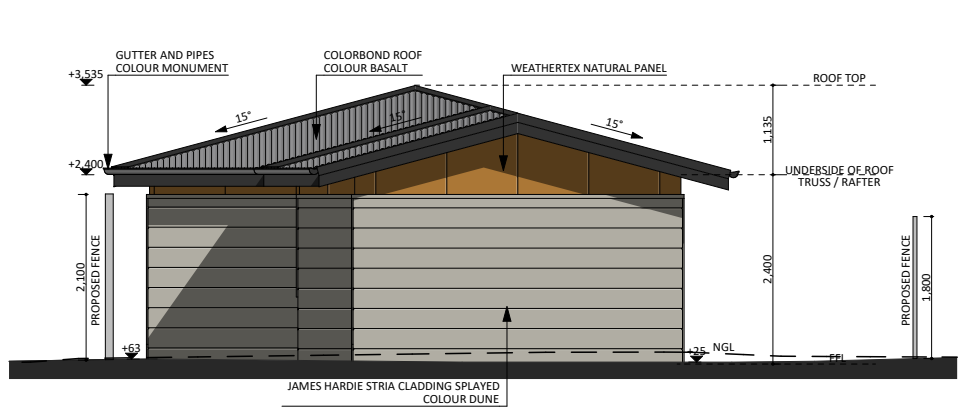 GUTTER AND PIPES
COLOUR MONUMENT
COLORBOND ROOF
COLOUR BASALT
WEATHERTEX NATURAL PANEL
+3,535
ROOF TOP
15°
15°
15°
1,135
+2,400
UNDERSIDE OF ROOF
TRUSS / RAFTER
2,100
PROPOSED FENCE
2,400
PROPOSED FENCE
1,800
+63
+25
NGL
FFL
JAMES HARDIE STRIA CLADDING SPLAYED
COLOUR DUNE